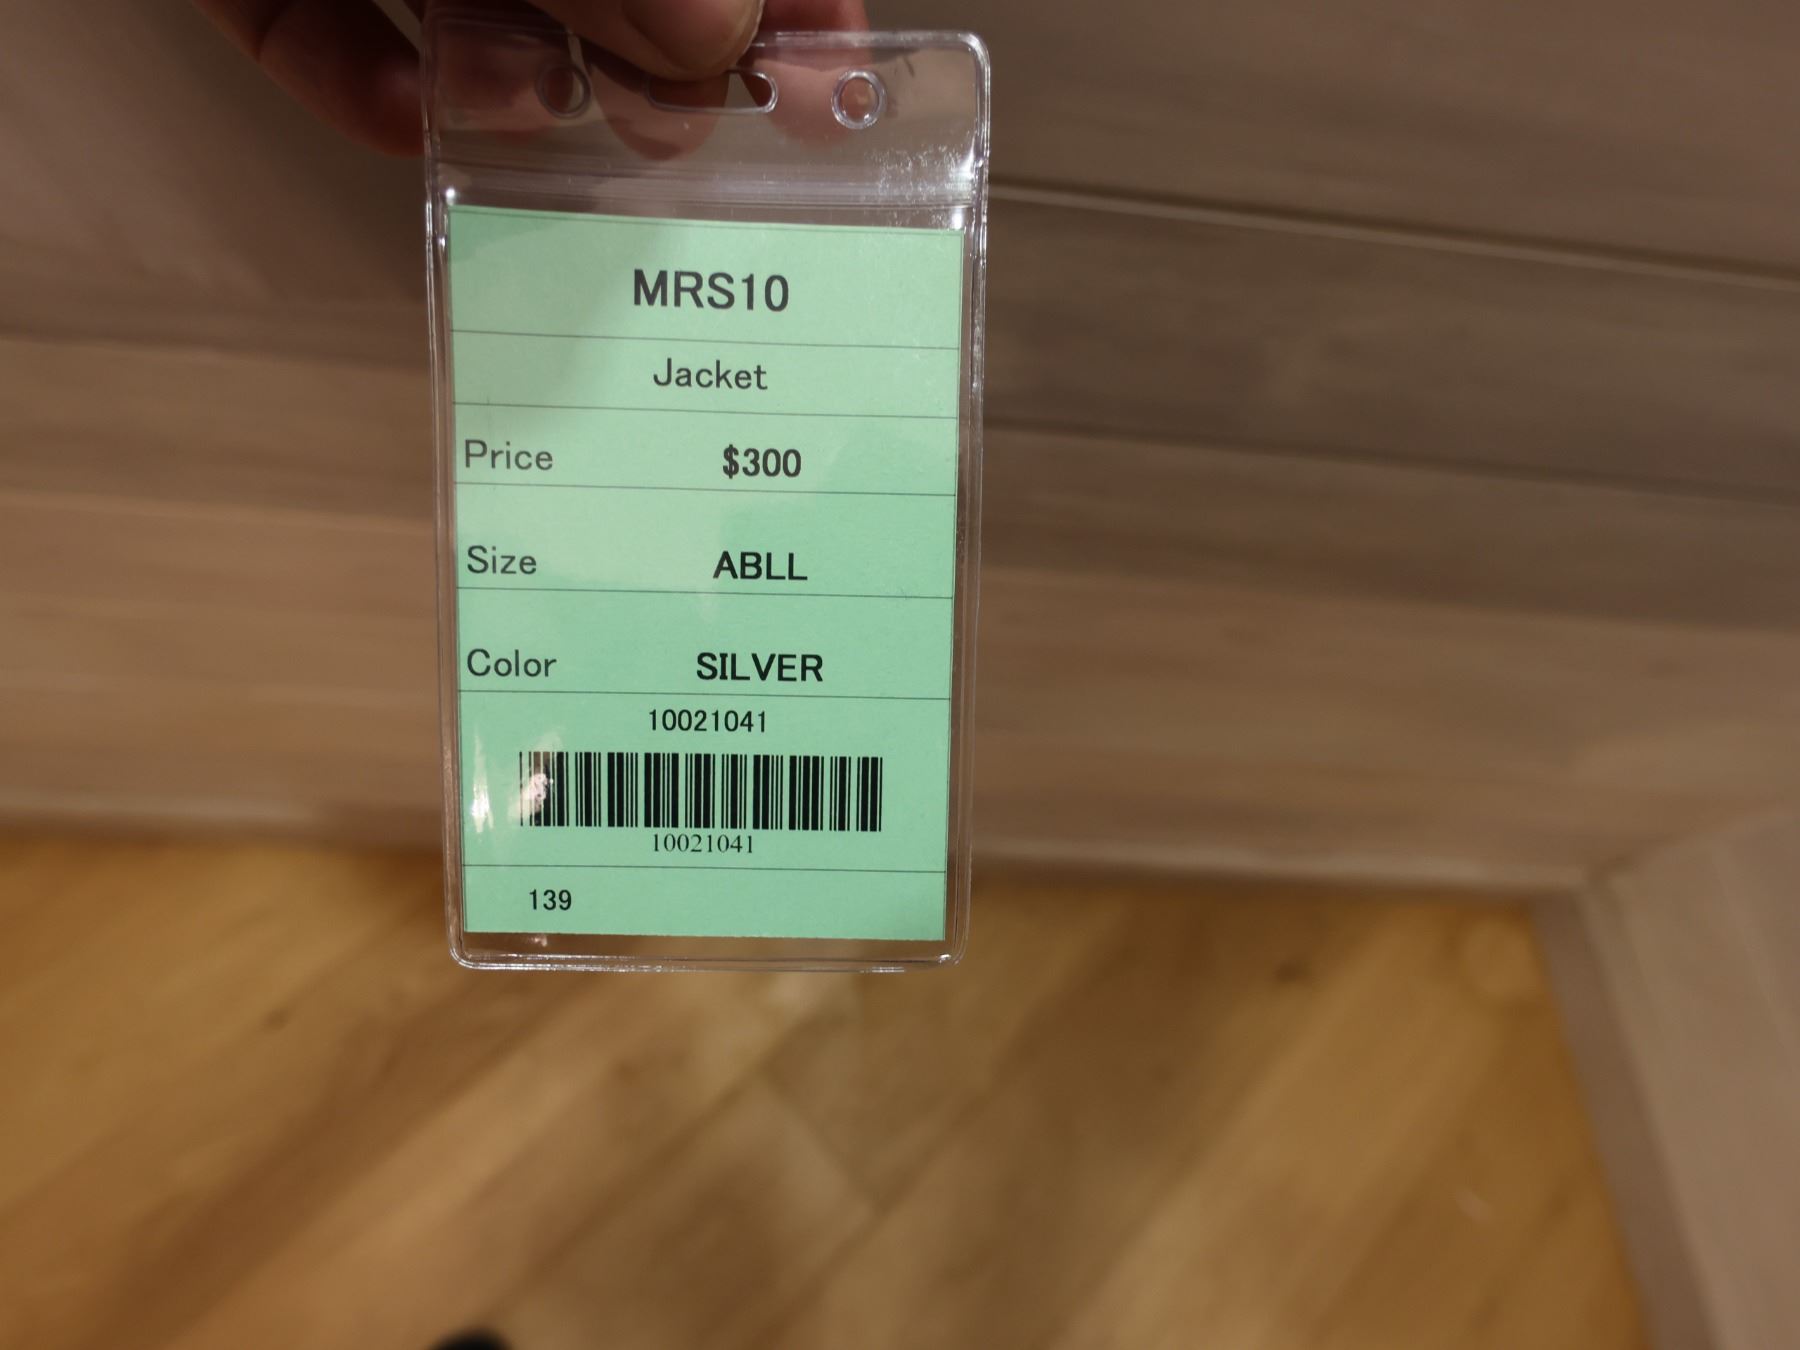 MRS10
Jacket
Price $300
Size ABLL
Color SILVER
10021041
10021041
139